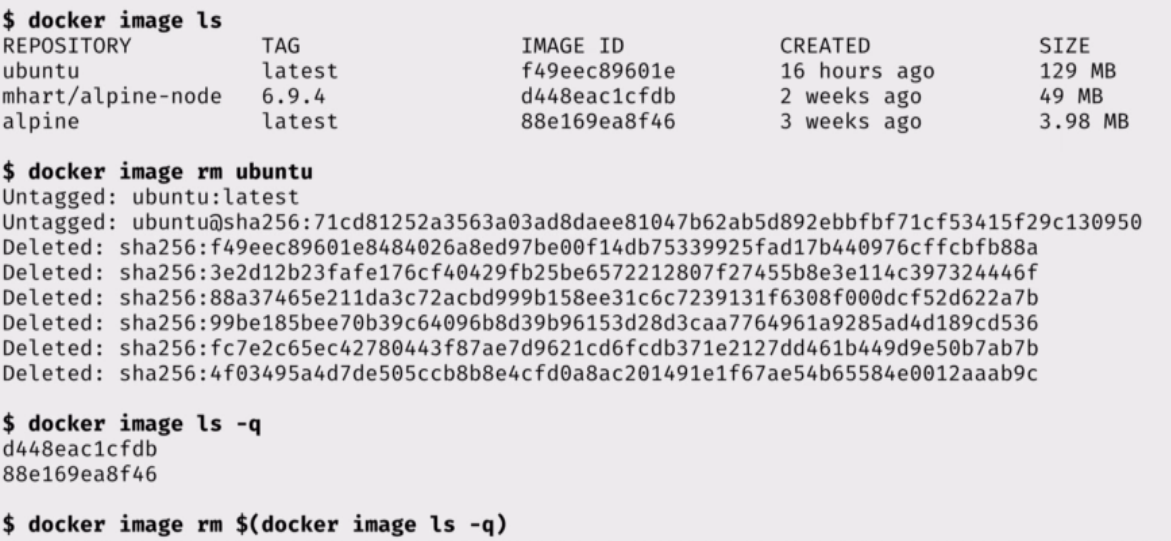 $ docker image ls
REPOSITORY TAG IMAGE ID CREATED SIZE
ubuntu latest f49eec89601e 16 hours ago 129 MB
mhart/alpine-node 6.9.4 d448eac1cfdb 2 weeks ago 49 MB
alpine latest 88e169ea8f46 3 weeks ago 3.98 MB
$ docker image rm ubuntu
Untagged: ubuntu:latest
Untagged: ubuntu@sha256:71cd81252a3563a03ad8daee81047b62ab5d892ebbfbf71cf53415f29c130950
Deleted: sha256:f49eec89601e8484026a8ed97be00f14db75339925fad17b440976cffcbfb88a
Deleted: sha256:3e2d12b23fafe176cf40429fb25be6572212807f27455b8e3e114c397324446f
Deleted: sha256:88a37465e211da3c72acbd999b158ee31c6c7239131f6308f000dcf52d622a7b
Deleted: sha256:99be185bee70b39c64096b8d39b96153d28d3caa7764961a9285ad4d189cd536
Deleted: sha256:fc7e2c65ec42780443f87ae7d9621cd6fcdb371e2127dd461b449d9e50b7ab7b
Deleted: sha256:4f03495a4d7de505ccb8b8e4cfd0a8ac201491e1f67ae54b65584e0012aaab9c
$ docker image ls -q
d448eac1cfdb
88e169ea8f46
$ docker image rm $(docker image ls -q)